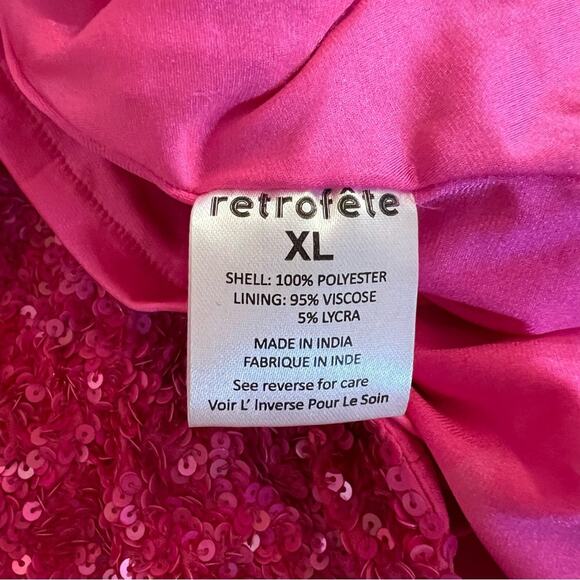 retrofête
XL
SHELL: 100% POLYESTER
LINING: 95% VISCOSE
5% LYCRA
MADE IN INDIA
FABRIQUE IN INDE
See reverse for care
Voir L' Inverse Pour Le Soin